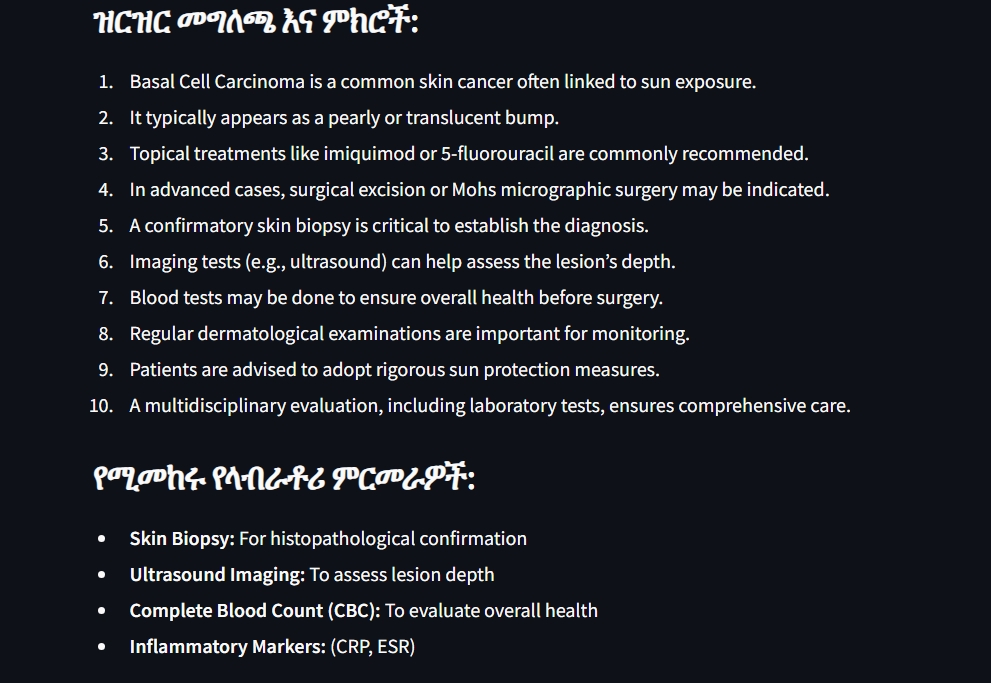 ዝርዝር መግለጫ እና ምክሮች:
1. Basal Cell Carcinoma is a common skin cancer often linked to sun exposure.
2. It typically appears as a pearly or translucent bump.
3. Topical treatments like imiquimod or 5-fluorouracil are commonly recommended.
4. In advanced cases, surgical excision or Mohs micrographic surgery may be indicated.
5. A confirmatory skin biopsy is critical to establish the diagnosis.
6. Imaging tests (e.g., ultrasound) can help assess the lesion’s depth.
7. Blood tests may be done to ensure overall health before surgery.
8. Regular dermatological examinations are important for monitoring.
9. Patients are advised to adopt rigorous sun protection measures.
10. A multidisciplinary evaluation, including laboratory tests, ensures comprehensive care.
የሚመከሩ የላብራቶሪ ምርመራዎች:
• Skin Biopsy: For histopathological confirmation
• Ultrasound Imaging: To assess lesion depth
• Complete Blood Count (CBC): To evaluate overall health
• Inflammatory Markers: (CRP, ESR)